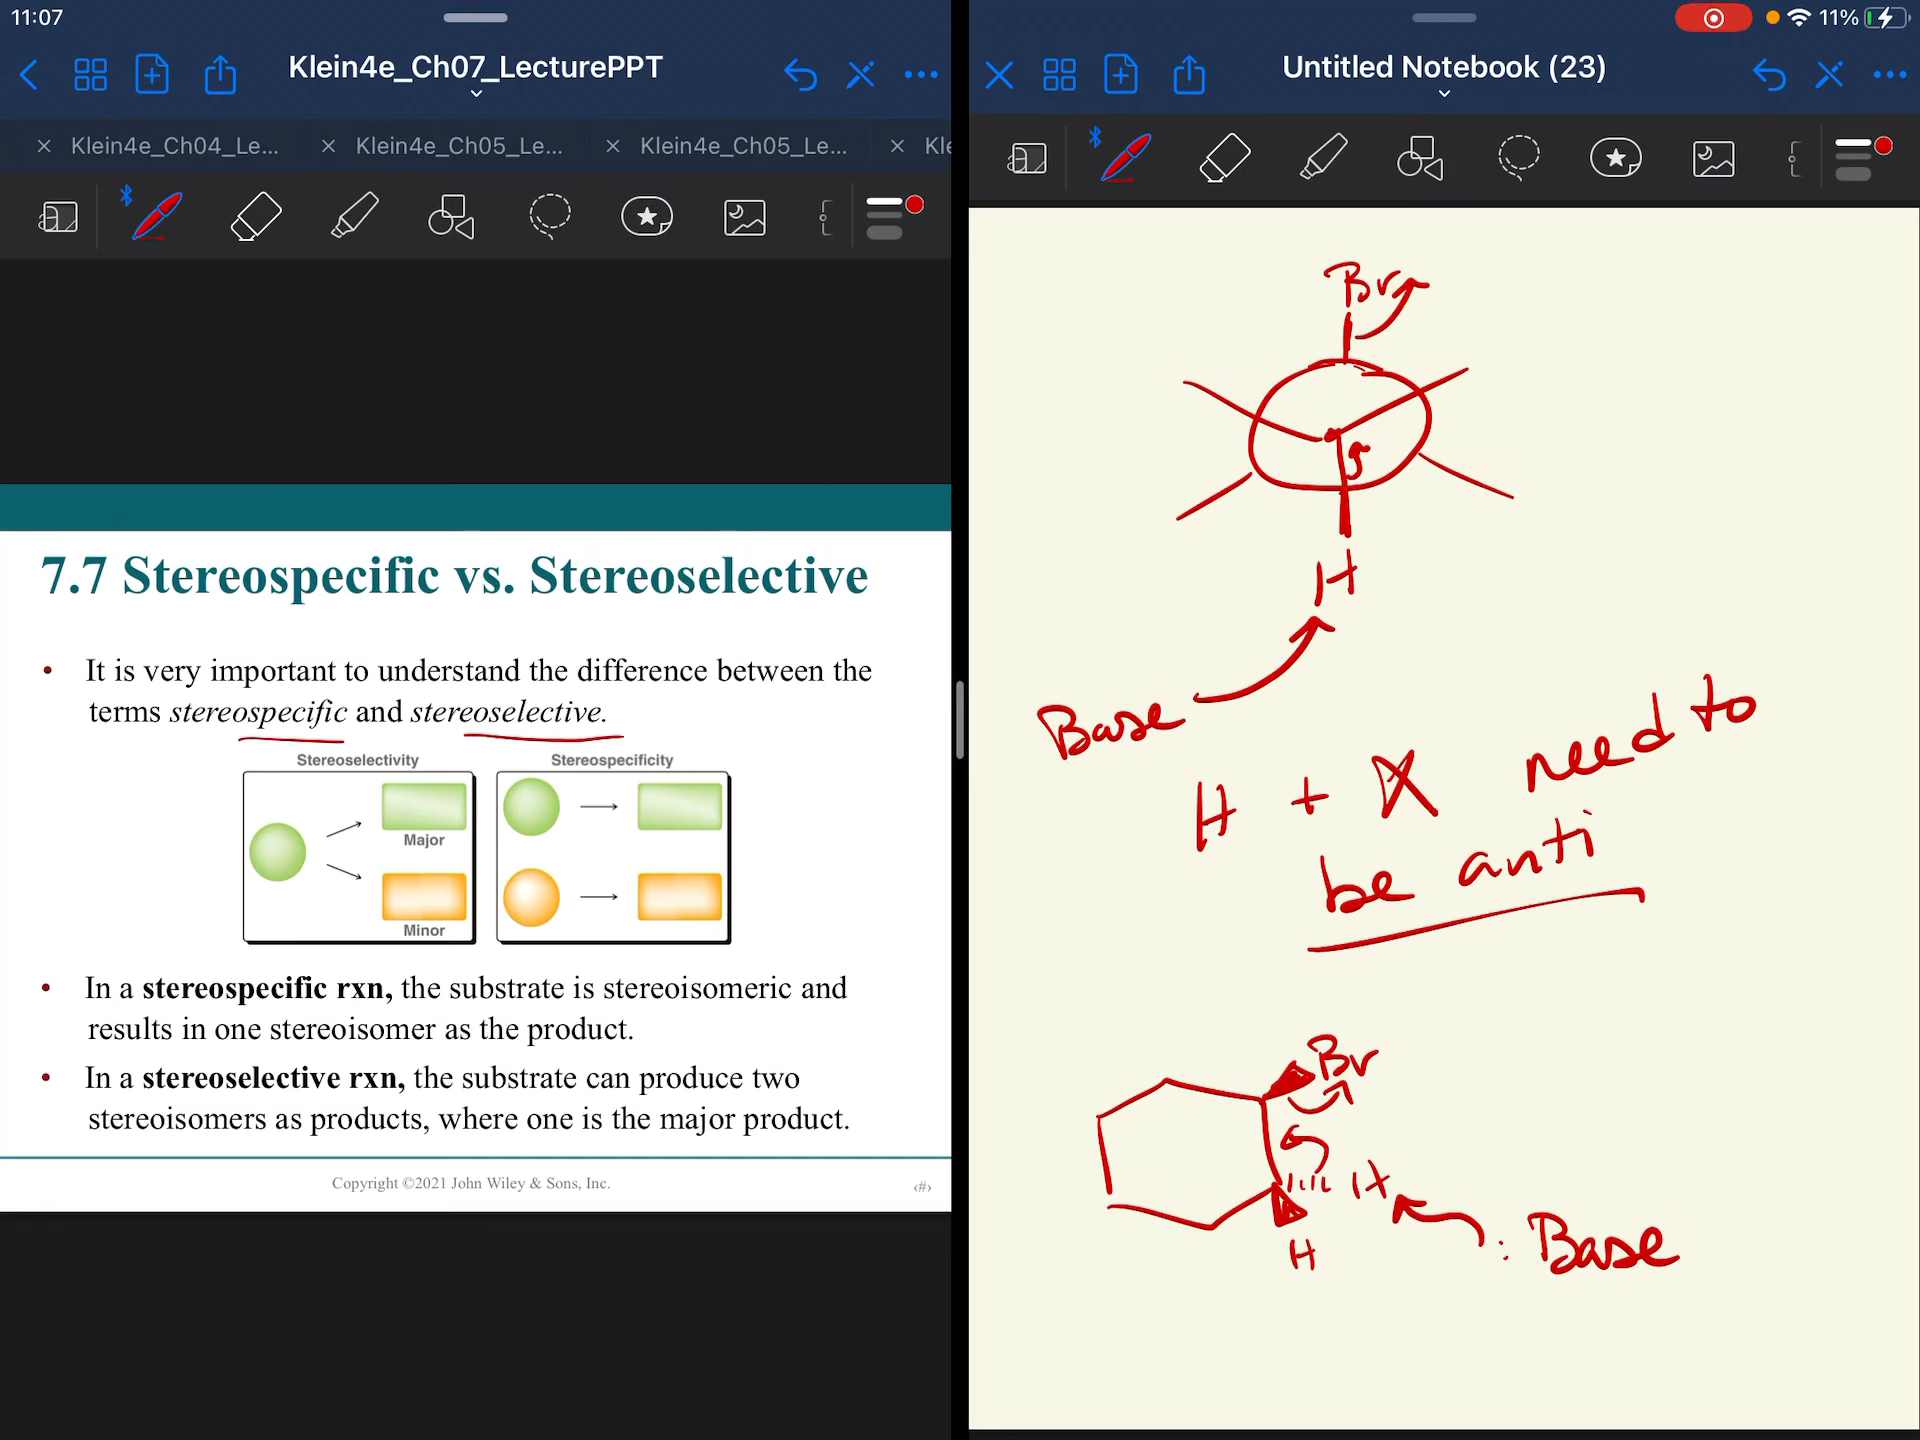 11:07
Klein4e_Ch07_LecturePPT
Klein4e_Ch04_Le...
Klein4e_Ch05_Le...
Klein4e_Ch05_Le...
Kle
7.7 Stereospecific vs. Stereoselective
• It is very important to understand the difference between the
terms stereospecific and stereoselective.
Stereoselectivity
Stereospecificity
Major
Minor
• In a stereospecific rxn, the substrate is stereoisomeric and
results in one stereoisomer as the product.
• In a stereoselective rxn, the substrate can produce two
stereoisomers as products, where one is the major product.
Copyright ©2021 John Wiley & Sons, Inc.
‹#›
11%
Untitled Notebook (23)
Br
H
Base
H + X need to
be anti
Br
H
H
: Base